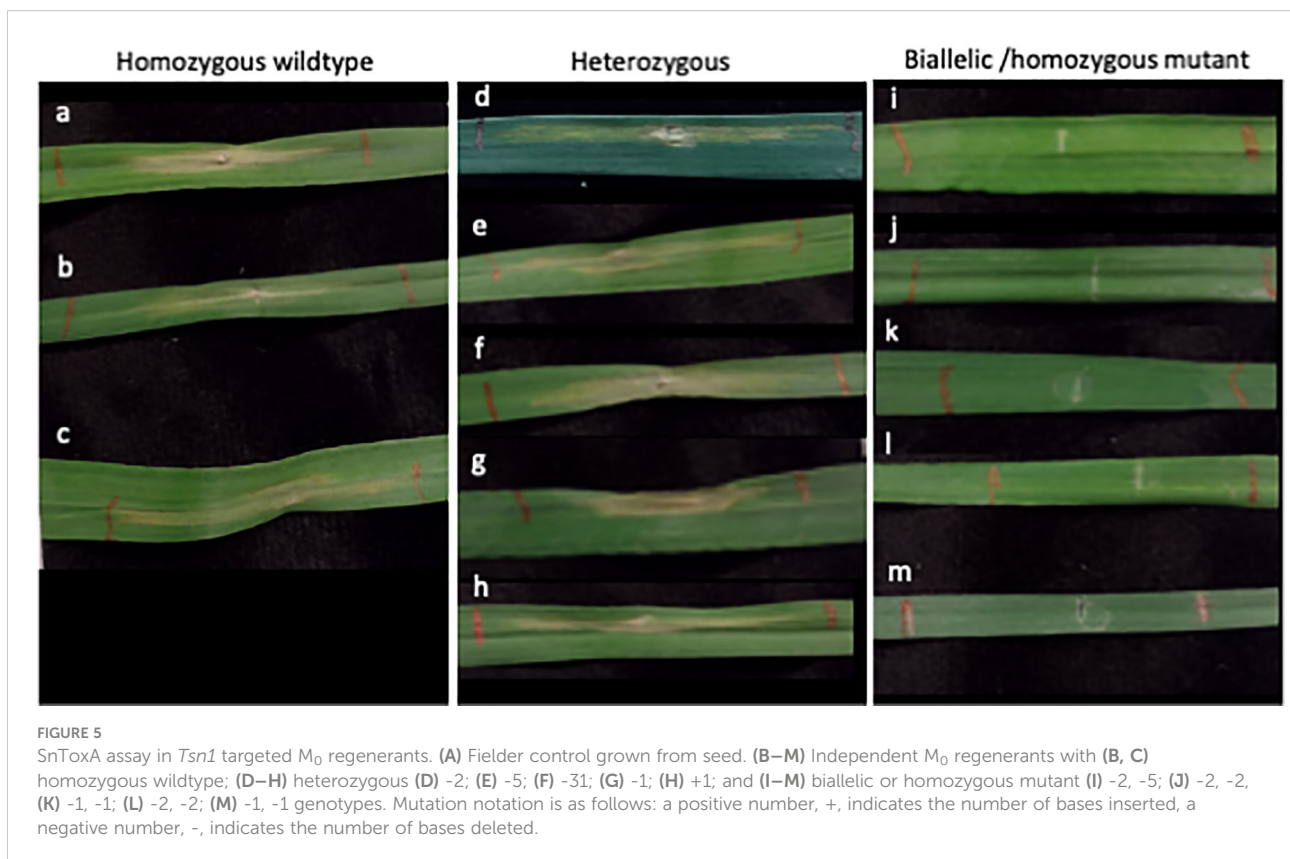 Homozygous wildtype
Heterozygous
Biallelic /homozygous mutant
a
b
c
d
e
f
g
h
i
j
k
l
m
FIGURE 5
SnToxA assay in Tsn1 targeted M0 regenerants. (A) Fielder control grown from seed. (B–M) Independent M0 regenerants with (B, C)
homozygous wildtype; (D–H) heterozygous (D) -2; (E) -5; (F) -31; (G) -1; (H) +1; and (I–M) biallelic or homozygous mutant (I) -2, -5; (J) -2, -2,
(K) -1, -1; (L) -2, -2; (M) -1, -1 genotypes. Mutation notation is as follows: a positive number, +, indicates the number of bases inserted, a
negative number, -, indicates the number of bases deleted.